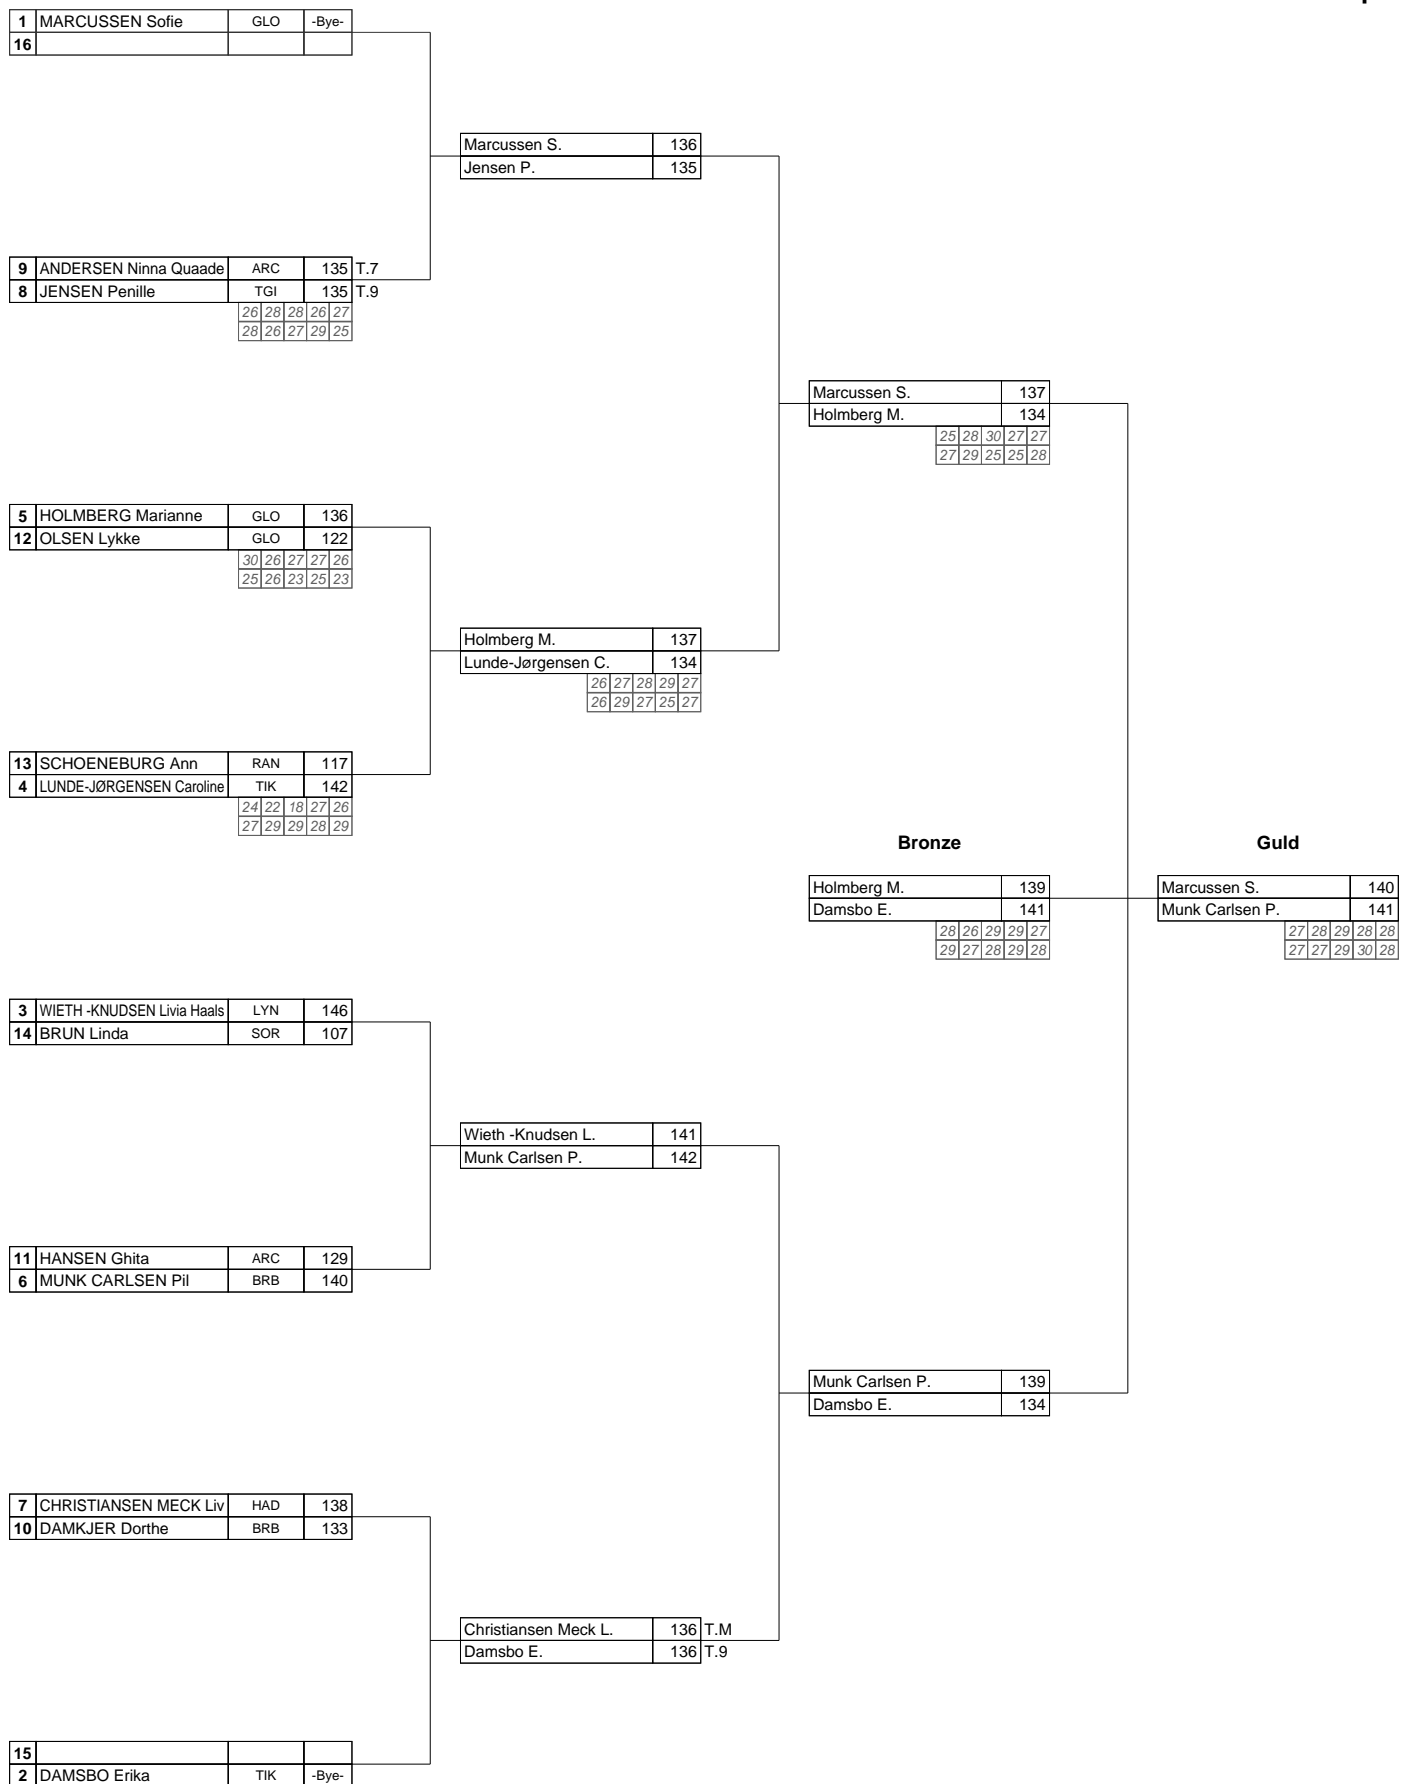 1 MARCUSSEN Sofie GLO -Bye-
16
Marcussen S. 136
Jensen P. 135
9 ANDERSEN Ninna Quaade ARC 135 T.7
8 JENSEN Penille TGI 135 T.9
26 28 28 26 27
28 26 27 29 25
Marcussen S. 137
Holmberg M. 134
25 28 30 27 27
27 29 25 25 28
5 HOLMBERG Marianne GLO 136
12 OLSEN Lykke GLO 122
30 26 27 27 26
25 26 23 25 23
Holmberg M. 137
Lunde-Jørgensen C. 134
26 27 28 29 27
26 29 27 25 27
13 SCHOENEBURG Ann RAN 117
4 LUNDE-JØRGENSEN Caroline TIK 142
24 22 18 27 26
27 29 29 28 29
Bronze Guld
Holmberg M. 139 Marcussen S. 140
Damsbo E. 141 Munk Carlsen P. 141
28 26 29 29 27 27 28 29 28 28
29 27 28 29 28 27 27 29 30 28
3 WIETH -KNUDSEN Livia Haals LYN 146
14 BRUN Linda SOR 107
Wieth -Knudsen L. 141
Munk Carlsen P. 142
11 HANSEN Ghita ARC 129
6 MUNK CARLSEN Pil BRB 140
Munk Carlsen P. 139
Damsbo E. 134
7 CHRISTIANSEN MECK Liv HAD 138
10 DAMKJER Dorthe BRB 133
Christiansen Meck L. 136 T.M
Damsbo E. 136 T.9
15
2 DAMSBO Erika TIK -Bye-